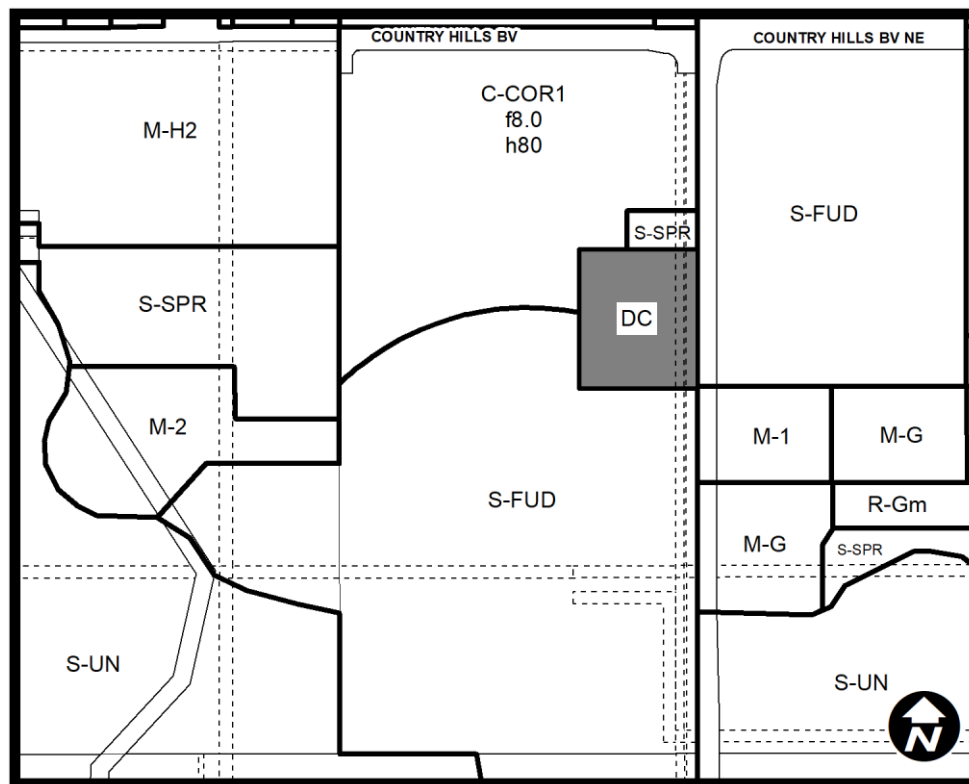 COUNTRY HILLS BV
COUNTRY HILLS BV NE
C-COR1
f8.0
h80
M-H2
S-FUD
S-SPR
S-SPR
DC
M-2
M-1
M-G
S-FUD
R-Gm
M-G
S-SPR
S-UN
S-UN
N